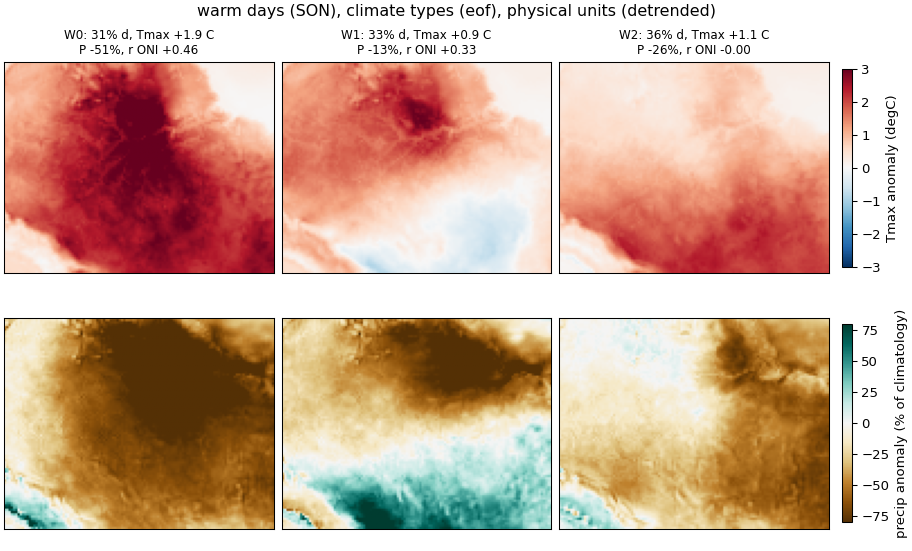 warm days (SON), climate types (eof), physical units (detrended)
W0: 31% d, Tmax +1.9 C
P -51%, r ONI +0.46
W1: 33% d, Tmax +0.9 C
P -13%, r ONI +0.33
W2: 36% d, Tmax +1.1 C
P -26%, r ONI -0.00
3
2
1
0
−1
−2
−3
Tmax anomaly (degC)
75
50
25
0
−25
−50
−75
precip anomaly (% of climatology)